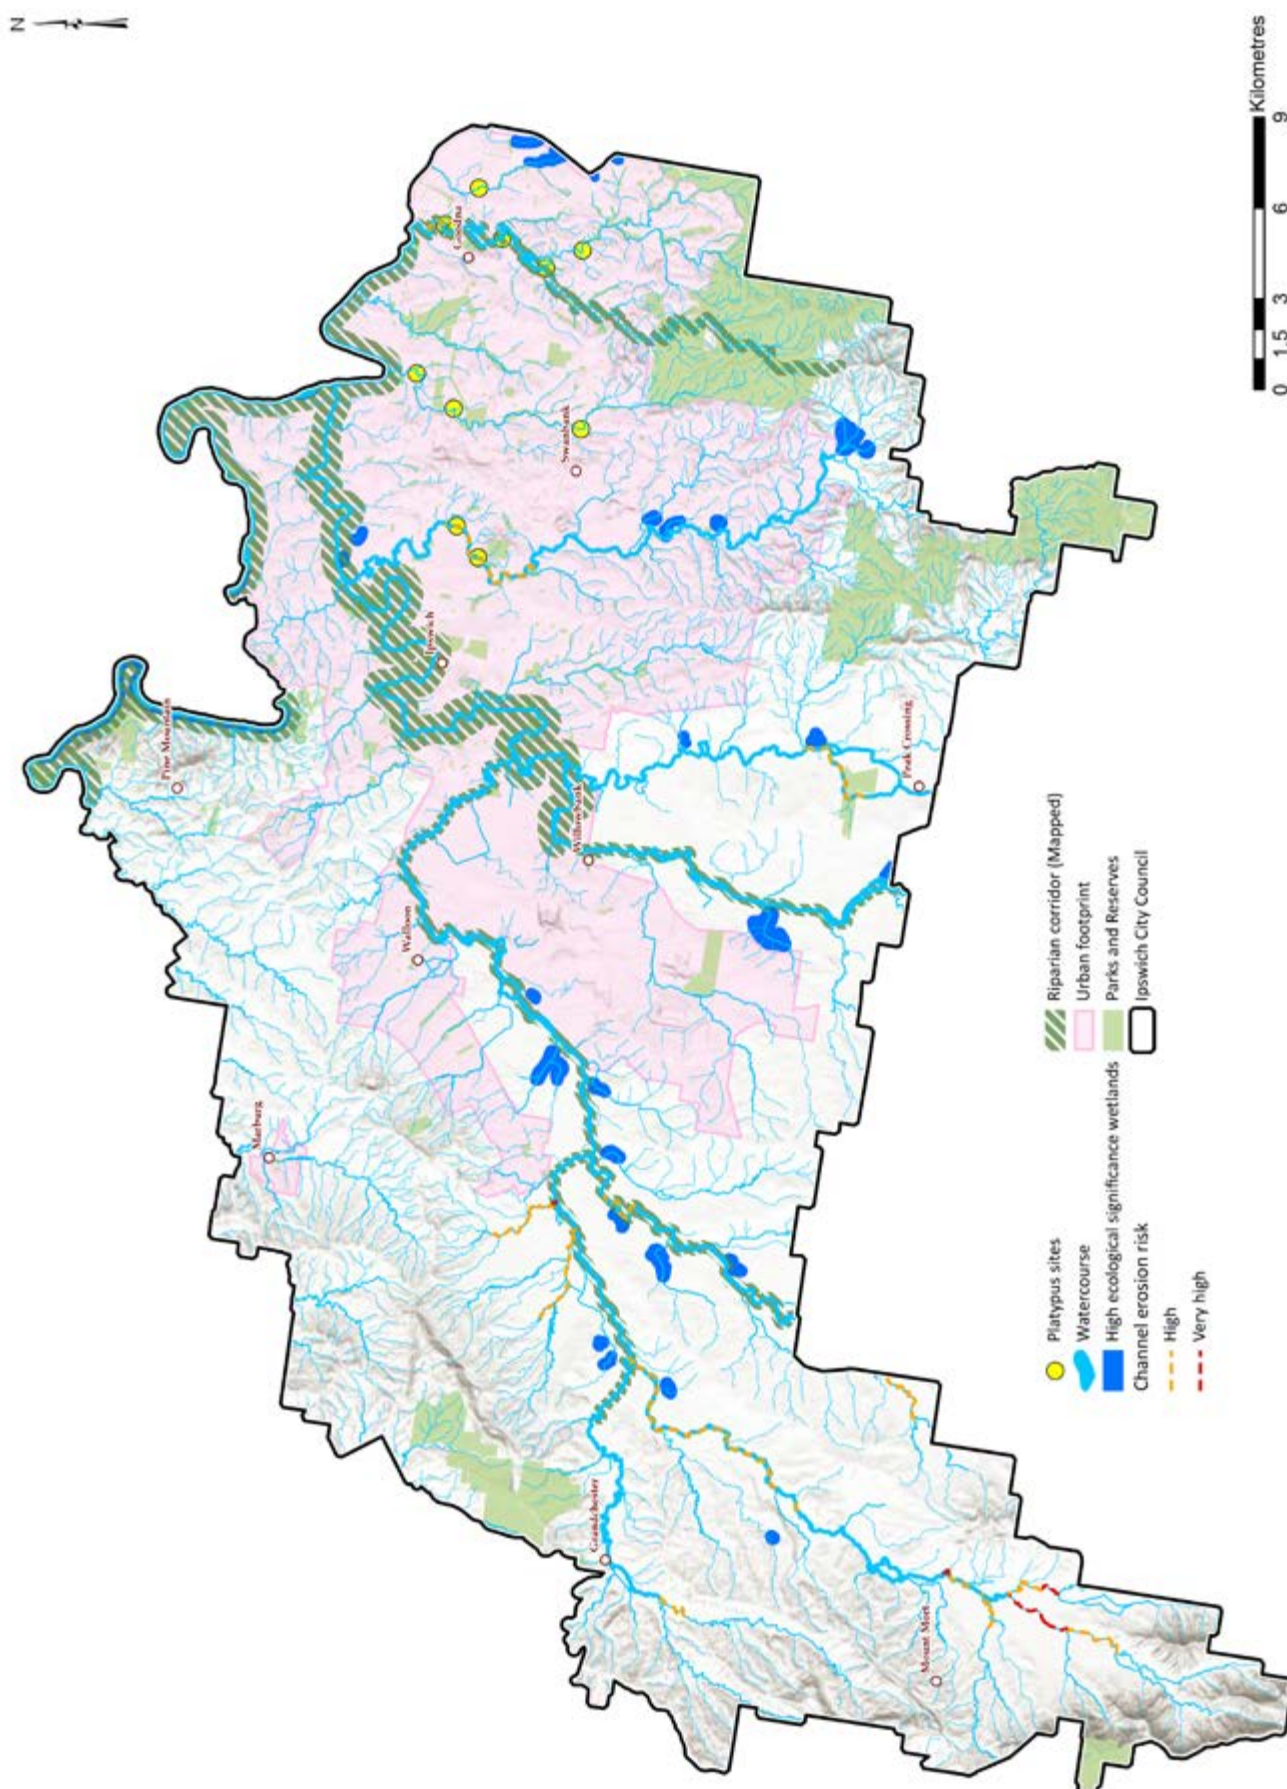 N
Pine Mountain
Marburg
Walloon
Goodna
Ipswich
Swanbank
Willowbank
Grandchester
Peak Crossing
Mount Mort
Platypus sites
Watercourse
High ecological significance wetlands
Channel erosion risk
High
Very high
Riparian corridor (Mapped)
Urban footprint
Parks and Reserves
Ipswich City Council
0 1.5 3 6 9
Kilometres